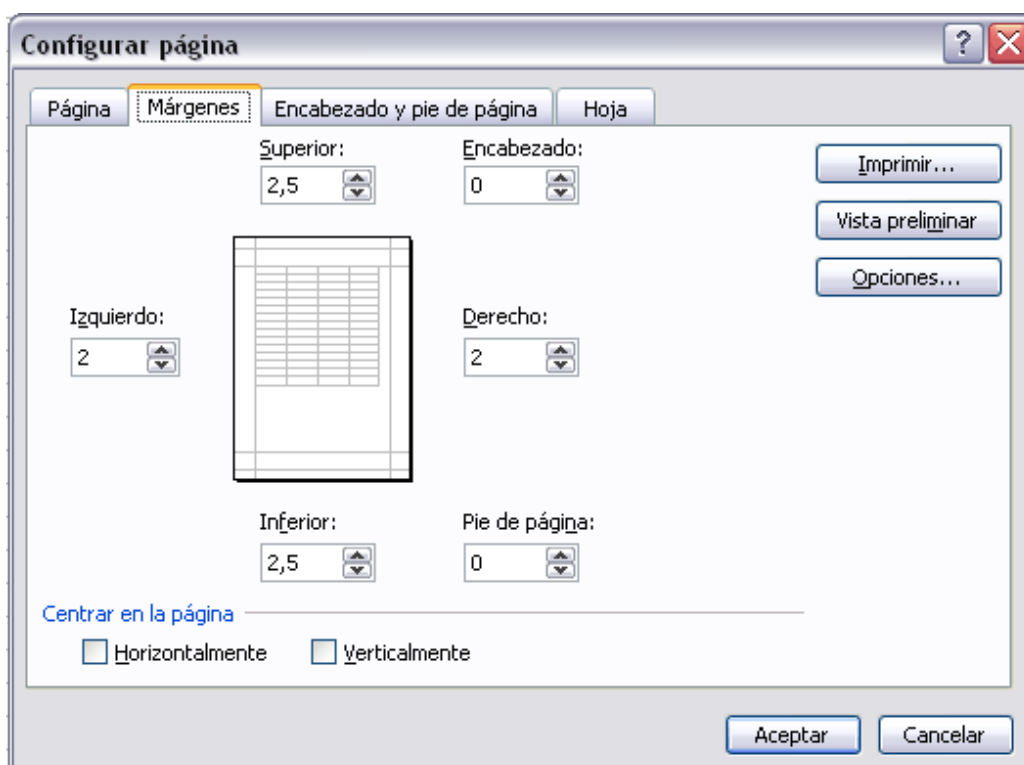 Configurar página
Página Márgenes Encabezado y pie de página Hoja
Superior: Encabezado:
2,5 0
Imprimir...
Vista preliminar
Opciones...
Izquierdo: Derecho:
2 2
Inferior: Pie de página:
2,5 0
Centrar en la página
Horizontalmente Verticalmente
Aceptar Cancelar